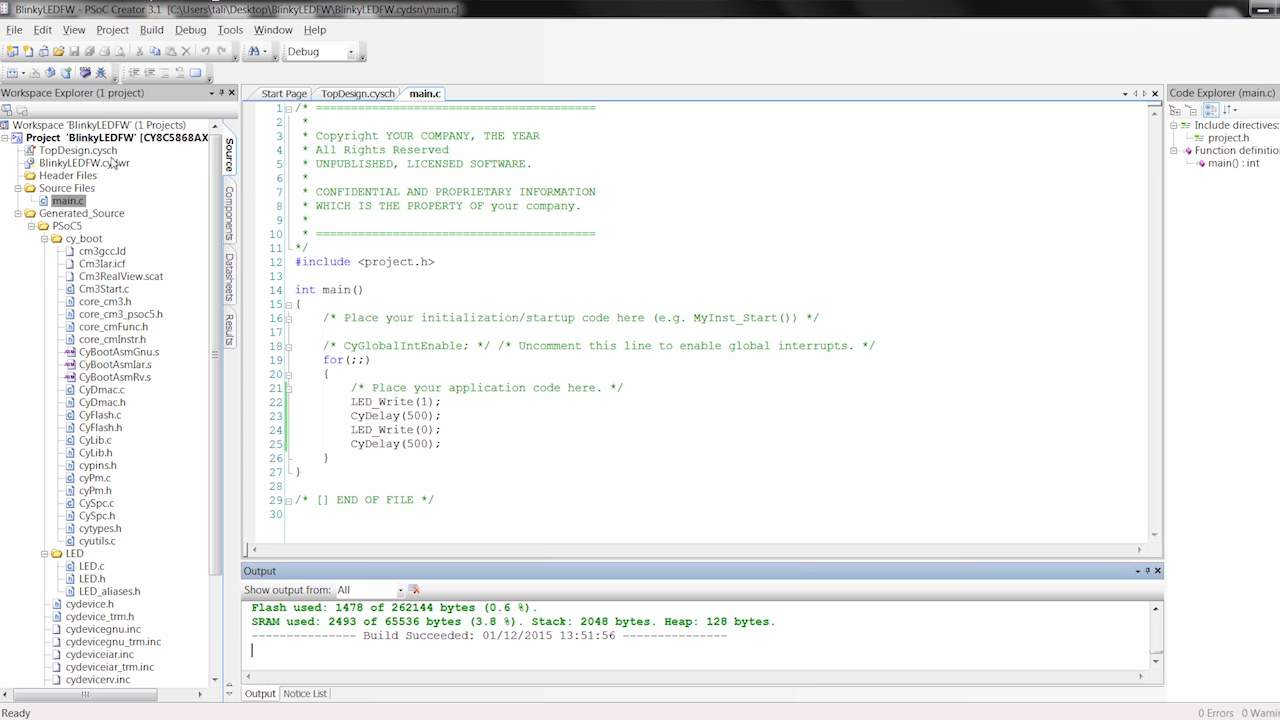 BlinkyLEDFW - PSoC Creator 3.1 [C:\Users\tali\Desktop\BlinkyLEDFW\BlinkyLEDFW.cydsn\main.c]
File Edit View Project Build Debug Tools Window Help
Debug
Workspace Explorer (1 project)
Workspace 'BlinkyLEDFW' (1 Projects)
Project 'BlinkyLEDFW' [CY8C5868AX
TopDesign.cysch
Header Files
Source Files
main.c
Generated_Source
PSoC5
cy_boot
cm3gcc.ld
Cm3Iar.icf
Cm3RealView.scat
Cm3Start.c
core_cm3.h
core_cm3_psoc5.h
core_cmFunc.h
core_cmInstr.h
CyBootAsmGnu.s
CyBootAsmIar.s
CyBootAsmRv.s
CyDmac.c
CyDmac.h
CyFlash.c
CyFlash.h
CyLib.c
CyLib.h
cypins.h
cyPm.c
cyPm.h
CySpc.c
CySpc.h
cytypes.h
cyutils.c
LED
LED.c
LED.h
LED_aliases.h
cydevice.h
cydevice_trm.h
cydevicegnu.inc
cydevicegnu_trm.inc
cydeviceiar.inc
cydeviceiar_trm.inc
cydevicerv.inc
Source
Components
Datasheets
Results
Start Page TopDesign.cysch main.c
1 /* ========================================
2 *
3 * Copyright YOUR COMPANY, THE YEAR
4 * All Rights Reserved
5 * UNPUBLISHED, LICENSED SOFTWARE.
6 *
7 * CONFIDENTIAL AND PROPRIETARY INFORMATION
8 * WHICH IS THE PROPERTY OF your company.
9 *
10 * ========================================
11 */
12 #include <project.h>
13
14 int main()
15 {
16 /* Place your initialization/startup code here (e.g. MyInst_Start()) */
17
18 /* CyGlobalIntEnable; */ /* Uncomment this line to enable global interrupts. */
19 for(;;)
20 {
21 /* Place your application code here. */
22 LED_Write(1);
23 CyDelay(500);
24 LED_Write(0);
25 CyDelay(500);
26 }
27 }
28
29 /* [] END OF FILE */
30
Output
Show output from: All
Flash used: 1478 of 262144 bytes (0.6 %).
SRAM used: 2493 of 65536 bytes (3.8 %). Stack: 2048 bytes. Heap: 128 bytes.
--------------- Build Succeeded: 01/12/2015 13:51:56 ---------------
Output Notice List
Code Explorer (main.c)
Include directives:
project.h
Function definitio
main() : int
Ready
0 Errors 0 Warnin